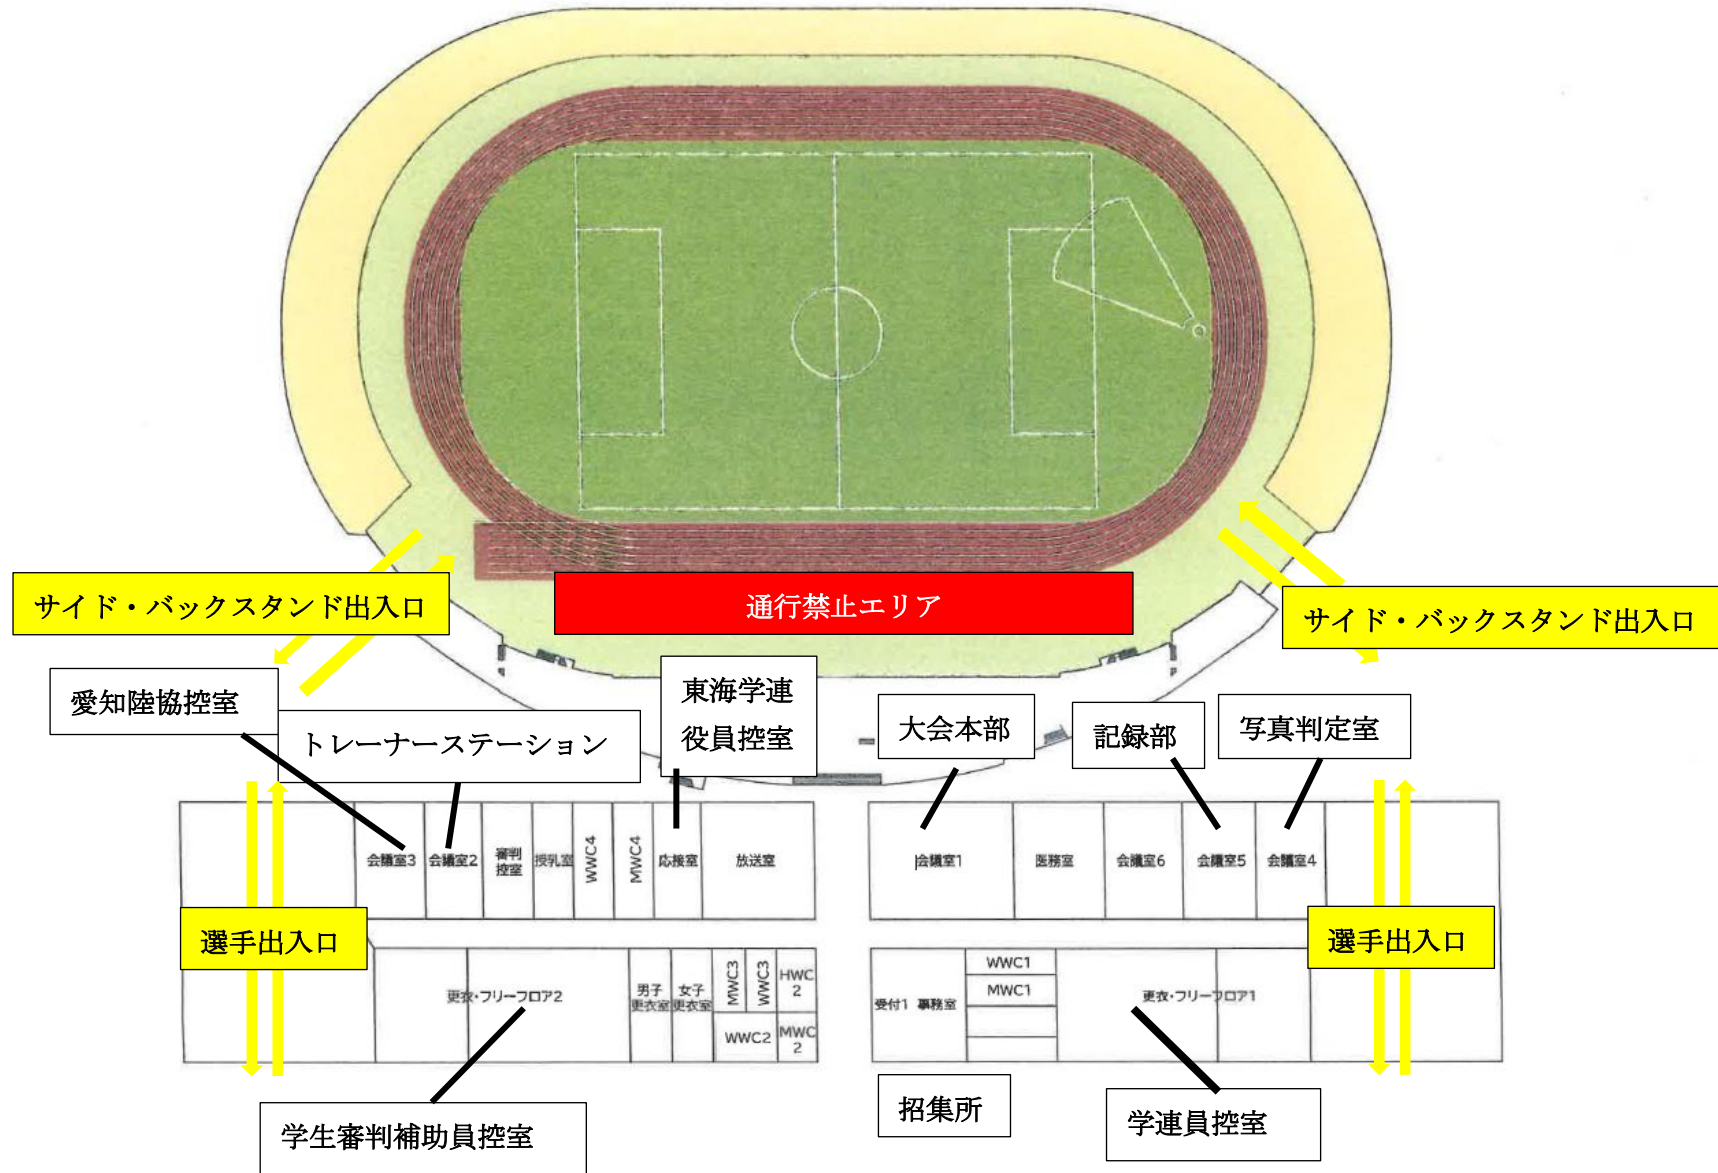 サイド・バックスタンド出入口
通行禁止エリア
サイド・バックスタンド出入口
愛知陸協控室
トレーナーステーション
東海学連
役員控室
大会本部
記録部
写真判定室
会議室3
会議室2
審判
控室
授乳室
WWC4
MWC4
応接室
放送室
会議室1
医務室
会議室6
会議室5
会議室4
選手出入口
選手出入口
更衣・フリーフロア2
男子
更衣室
女子
更衣室
MWC3
WWC3
HWC
2
WWC2
MWC
2
受付1 事務室
WWC1
MWC1
更衣・フリーフロア1
学生審判補助員控室
招集所
学連員控室